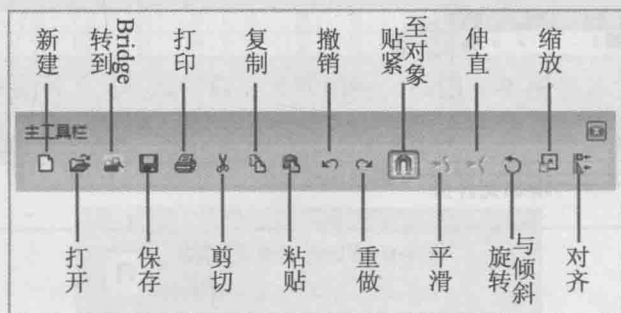 新建
转到Bridge
打印
复制
撤销
贴紧至对象
伸直
缩放
主工具栏
打开
保存
剪切
粘贴
重做
平滑
旋转与倾斜
对齐